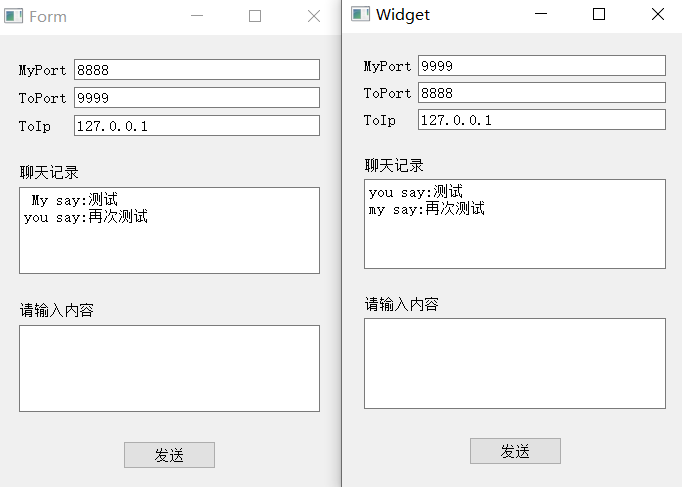 Form
MyPort 8888
ToPort 9999
ToIp 127.0.0.1
聊天记录
My say:测试
you say:再次测试
请输入内容
发送
Widget
MyPort 9999
ToPort 8888
ToIp 127.0.0.1
聊天记录
you say:测试
my say:再次测试
请输入内容
发送